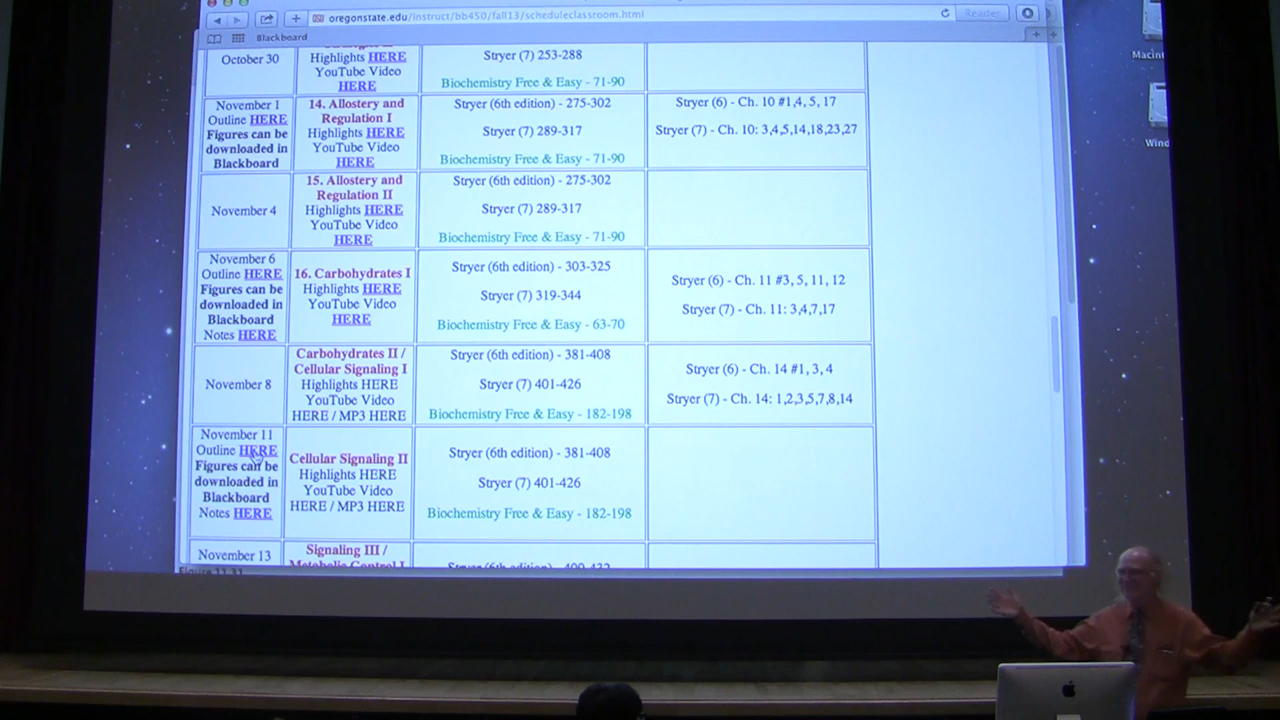 oregonstate.edu/instruct/bb450/fall13/scheduleclassroom.html
Reader
Blackboard
October 30
Highlights HERE
YouTube Video
HERE
Stryer (7) 253-288
Biochemistry Free & Easy - 71-90
November 1
Outline HERE
Figures can be
downloaded in
Blackboard
14. Allostery and
Regulation I
Highlights HERE
YouTube Video
HERE
Stryer (6th edition) - 275-302
Stryer (7) 289-317
Biochemistry Free & Easy - 71-90
Stryer (6) - Ch. 10 #1,4, 5, 17
Stryer (7) - Ch. 10: 3,4,5,14,18,23,27
November 4
15. Allostery and
Regulation II
Highlights HERE
YouTube Video
HERE
Stryer (6th edition) - 275-302
Stryer (7) 289-317
Biochemistry Free & Easy - 71-90
November 6
Outline HERE
Figures can be
downloaded in
Blackboard
Notes HERE
16. Carbohydrates I
Highlights HERE
YouTube Video
HERE
Stryer (6th edition) - 303-325
Stryer (7) 319-344
Biochemistry Free & Easy - 63-70
Stryer (6) - Ch. 11 #3, 5, 11, 12
Stryer (7) - Ch. 11: 3,4,7,17
November 8
Carbohydrates II /
Cellular Signaling I
Highlights HERE
YouTube Video
HERE / MP3 HERE
Stryer (6th edition) - 381-408
Stryer (7) 401-426
Biochemistry Free & Easy - 182-198
Stryer (6) - Ch. 14 #1, 3, 4
Stryer (7) - Ch. 14: 1,2,3,5,7,8,14
November 11
Outline HERE
Figures can be
downloaded in
Blackboard
Notes HERE
Cellular Signaling II
Highlights HERE
YouTube Video
HERE / MP3 HERE
Stryer (6th edition) - 381-408
Stryer (7) 401-426
Biochemistry Free & Easy - 182-198
November 13
Signaling III /
Metabolic Control I
Stryer (6th edition) -
Macint
Wind